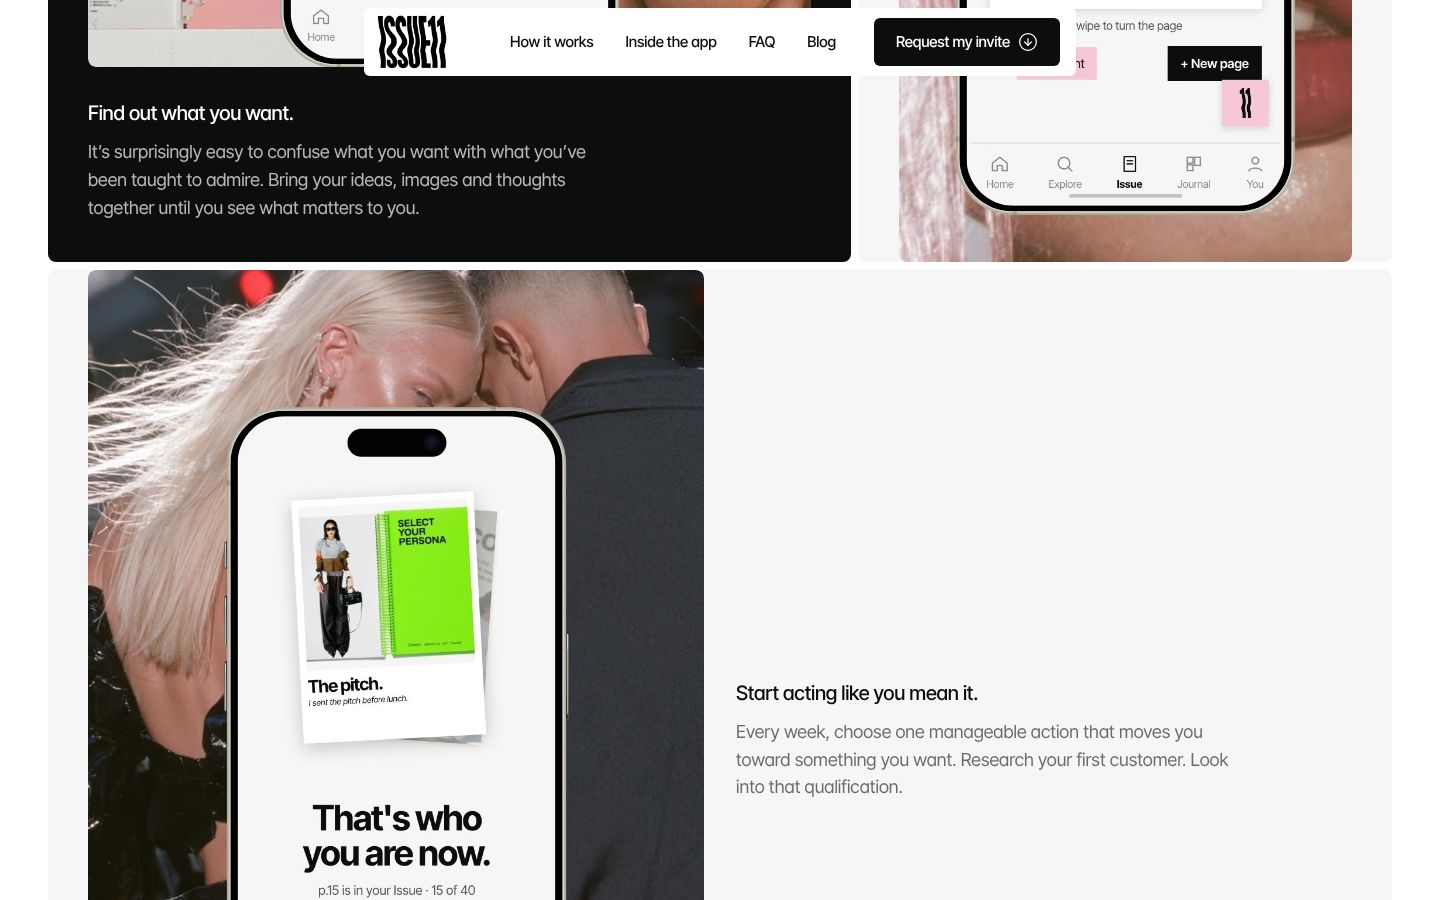 Home
ISSUE11
How it works
Inside the app
FAQ
Blog
Request my invite
wipe to turn the page
nt
+ New page
11
Home
Explore
Issue
Journal
You
Find out what you want.
It’s surprisingly easy to confuse what you want with what you’ve
been taught to admire. Bring your ideas, images and thoughts
together until you see what matters to you.
SELECT
YOUR
PERSONA
CO
The pitch.
I sent the pitch before lunch.
That's who
you are now.
p.15 is in your Issue · 15 of 40
Start acting like you mean it.
Every week, choose one manageable action that moves you
toward something you want. Research your first customer. Look
into that qualification.